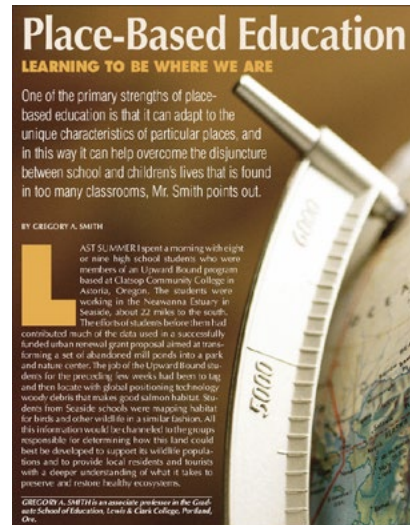 Place-Based Education
LEARNING TO BE WHERE WE ARE
One of the primary strengths of place-
based education is that it can adapt to the
unique characteristics of particular places, and
in this way it can help overcome the disjuncture
between school and children's lives that is found
in too many classrooms, Mr. Smith points out.
BY GREGORY A. SMITH
LAST SUMMER I spent a morning with eight
or nine high school students who were
members of an Upward Bound program
based at Clatsop Community College in
Astoria, Oregon. The students were
working in the Neawanna Estuary in
Seaside, about 22 miles to the south.
The efforts of students before them had
contributed much of the data used in a successfully
funded urban renewal grant proposal aimed at trans-
forming a set of abandoned mill ponds into a park
and nature center. The job of the Upward Bound stu-
dents for the preceding few weeks had been to tag
and then locate with global positioning technology
woody debris that makes good salmon habitat. Stu-
dents from Seaside schools were mapping habitat
for birds and other wildlife in a similar fashion. All
this information would be channeled to the groups
responsible for determining how this land could
best be developed to support its wildlife popula-
tions and to provide local residents and tourists
with a deeper understanding of what it takes to
preserve and restore healthy ecosystems.
GREGORY A. SMITH is an associate professor in the Grad-
uate School of Education, Lewis & Clark College, Portland,
Ore.
6000
5000